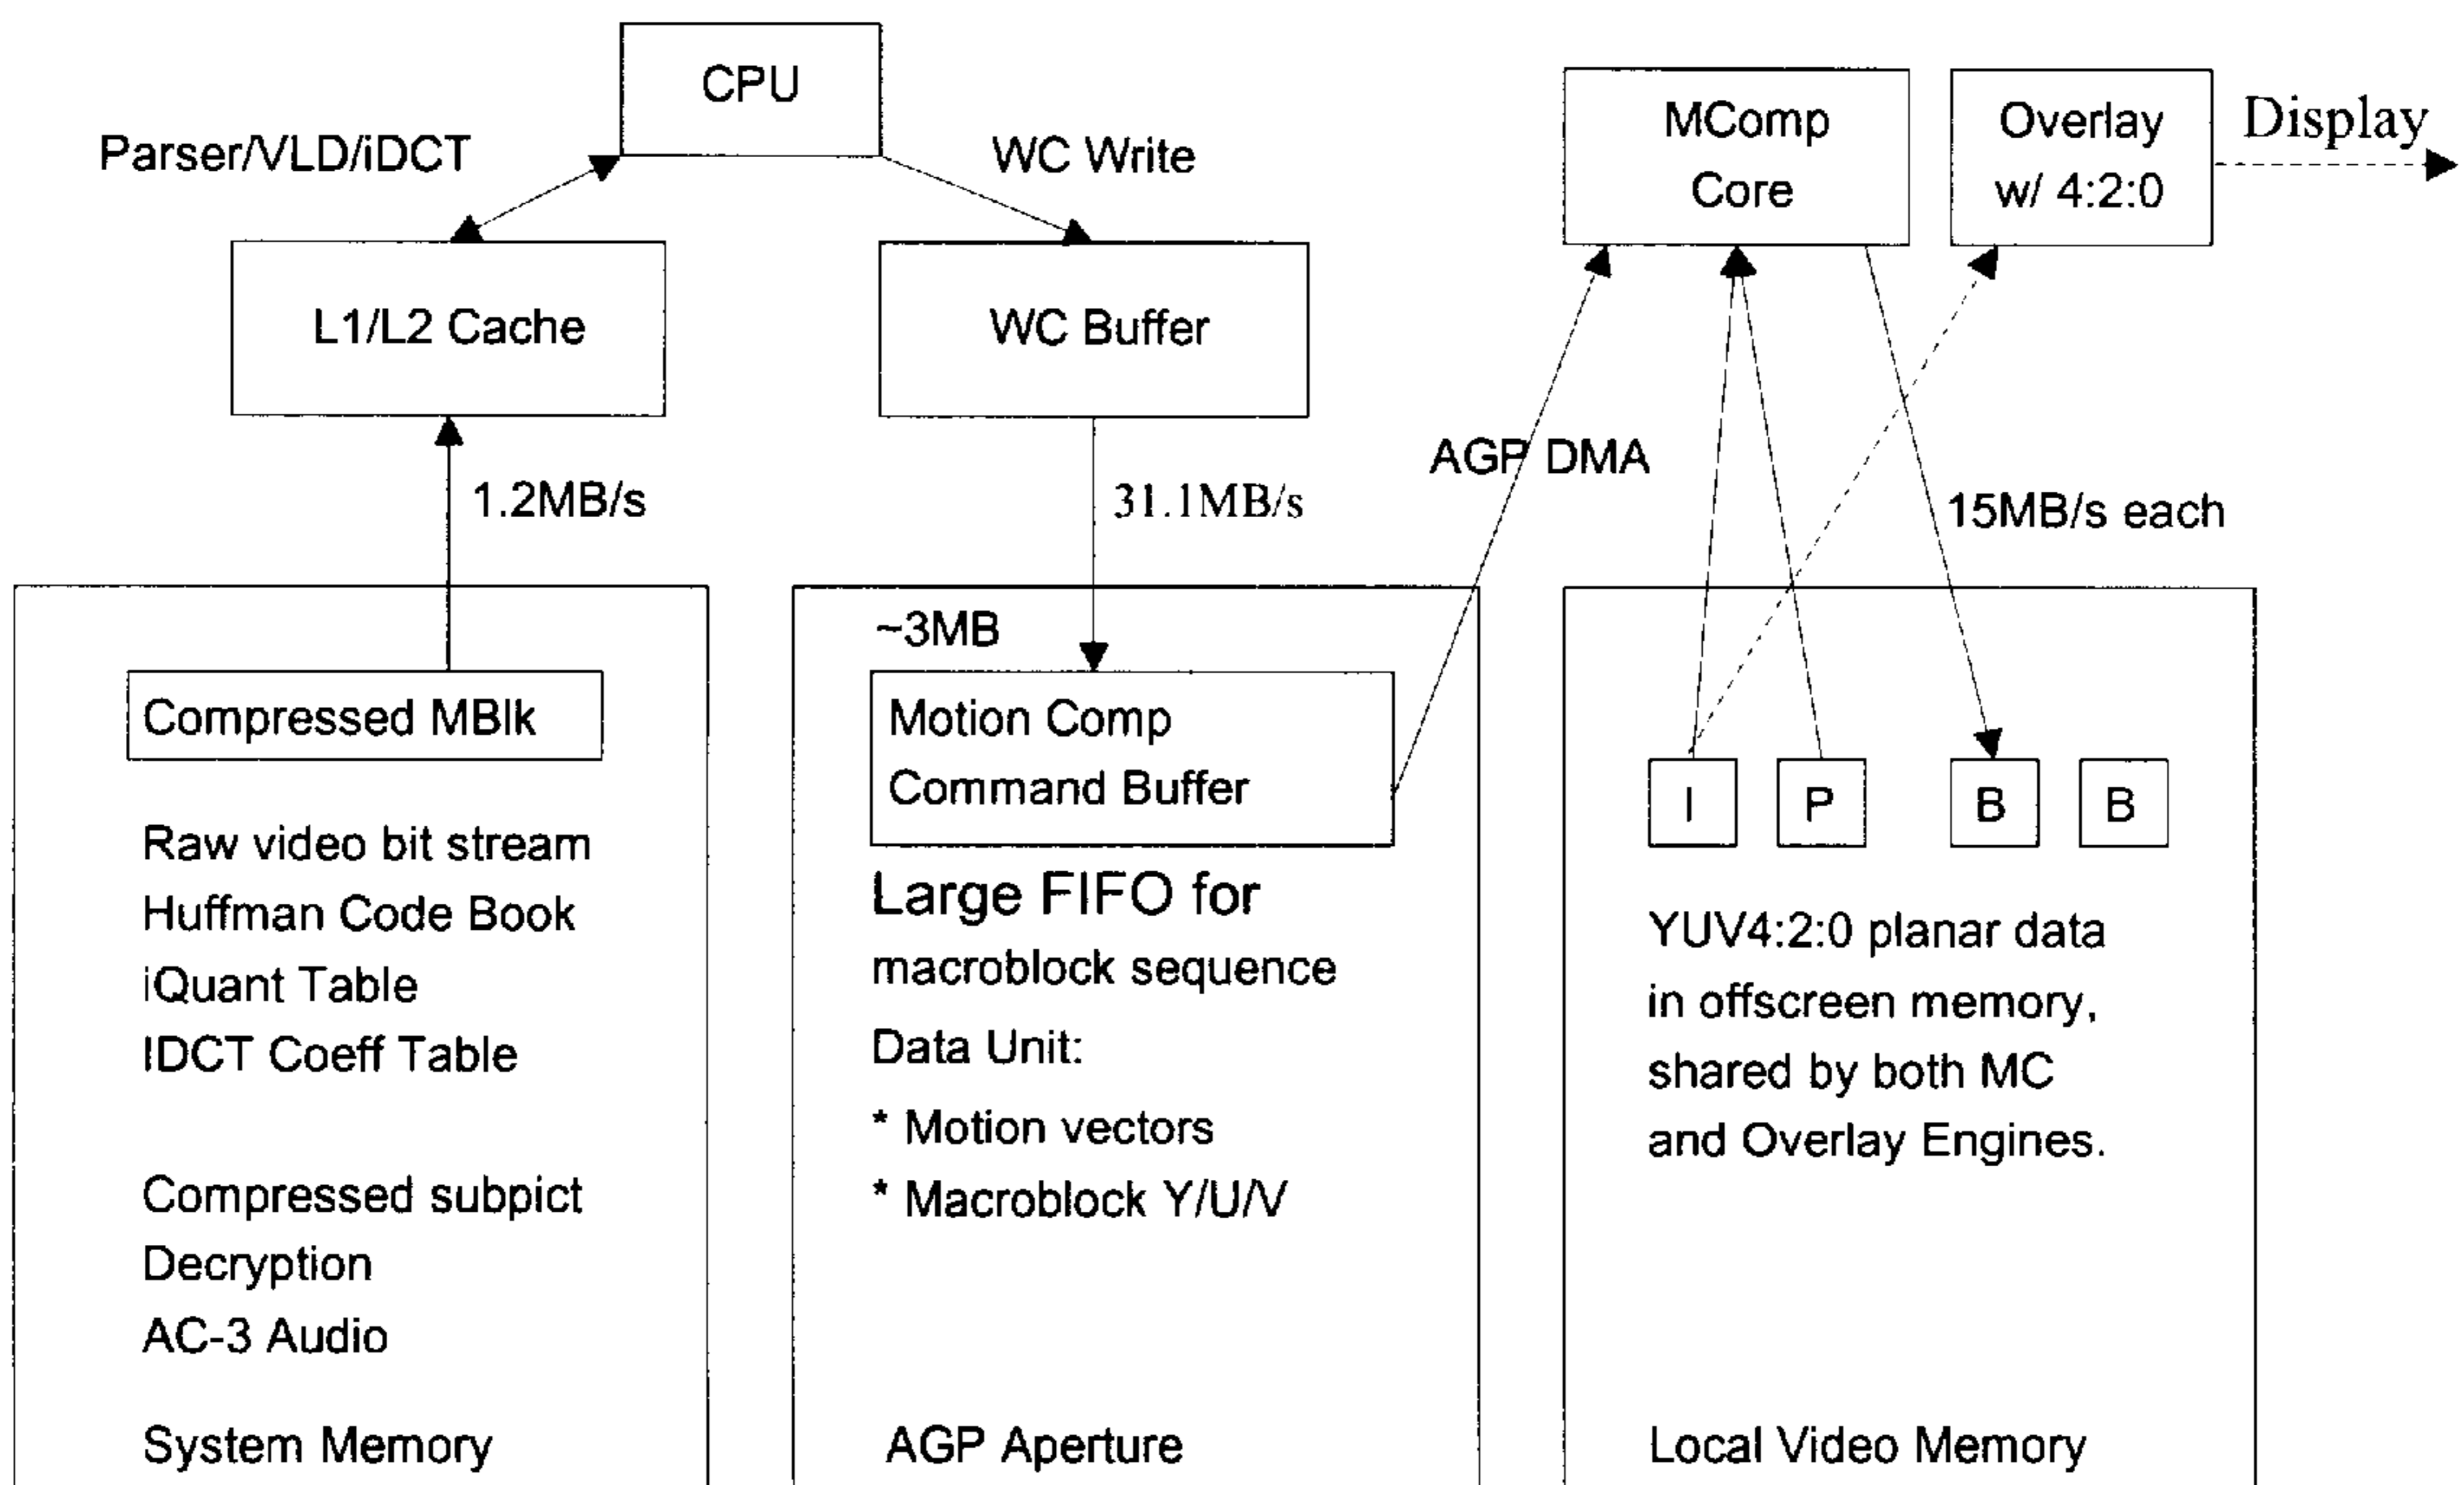 CPU
Parser/VLD/iDCT
WC Write
MComp
Core
Overlay
w/ 4:2:0
Display
L1/L2 Cache
WC Buffer
AGP DMA
1.2MB/s
31.1MB/s
15MB/s each
Compressed MBlk
Raw video bit stream
Huffman Code Book
iQuant Table
IDCT Coeff Table
Compressed subpict
Decryption
AC-3 Audio
System Memory
~3MB
Motion Comp
Command Buffer
Large FIFO for
macroblock sequence
Data Unit:
* Motion vectors
* Macroblock Y/U/V
AGP Aperture
I
P
B
B
YUV4:2:0 planar data
in offscreen memory,
shared by both MC
and Overlay Engines.
Local Video Memory